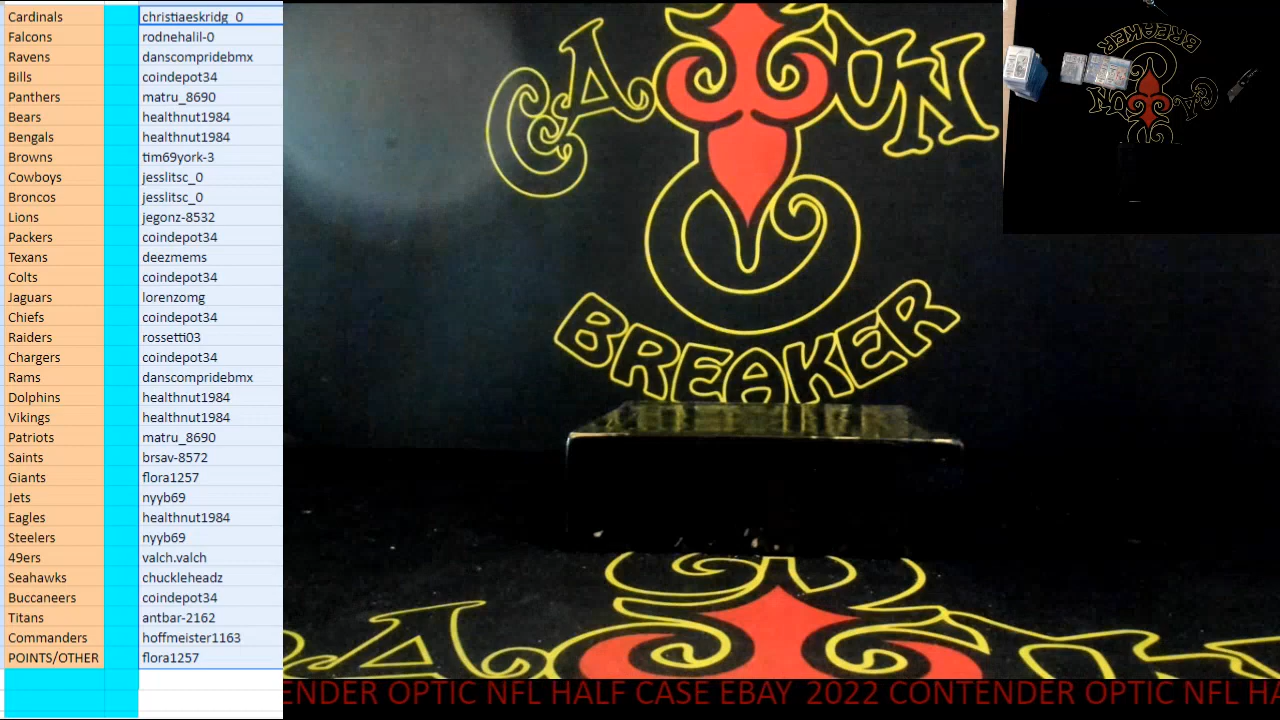 Cardinals christiaeskridg_0
Falcons rodnehalil-0
Ravens danscompridebmx
Bills coindepot34
Panthers matru_8690
Bears healthnut1984
Bengals healthnut1984
Browns tim69york-3
Cowboys jesslitsc_0
Broncos jesslitsc_0
Lions jegonz-8532
Packers coindepot34
Texans deezmems
Colts coindepot34
Jaguars lorenzomg
Chiefs coindepot34
Raiders rossetti03
Chargers coindepot34
Rams danscompridebmx
Dolphins healthnut1984
Vikings healthnut1984
Patriots matru_8690
Saints brsav-8572
Giants flora1257
Jets nyyb69
Eagles healthnut1984
Steelers nyyb69
49ers valch.valch
Seahawks chuckleheadz
Buccaneers coindepot34
Titans antbar-2162
Commanders hoffmeister1163
POINTS/OTHER flora1257
CAJUN
BREAKER
BREAKER
ENDER OPTIC NFL HALF CASE EBAY 2022 CONTENDER OPTIC NFL HA